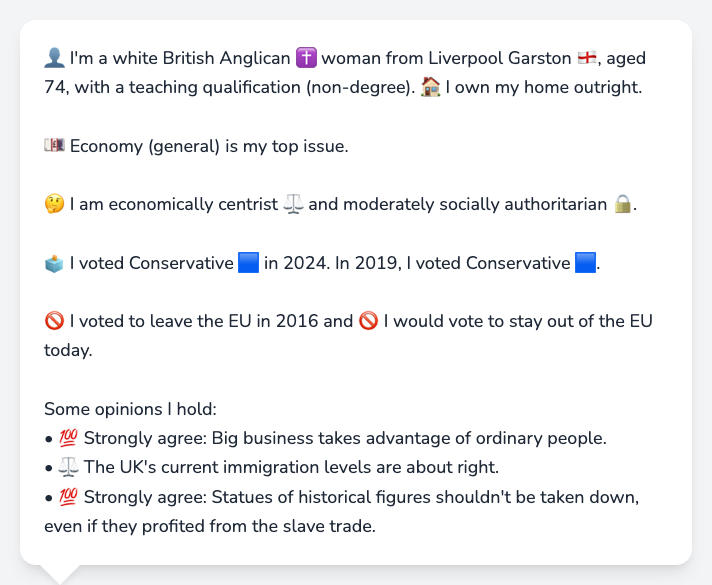 👤 I'm a white British Anglican ✝️ woman from Liverpool Garston 🏴󠁧󠁢󠁥󠁮󠁧󠁿, aged
74, with a teaching qualification (non-degree). 🏠 I own my home outright.
💷 Economy (general) is my top issue.
🤔 I am economically centrist ⚖️ and moderately socially authoritarian 🔒.
🗳️ I voted Conservative 🟦 in 2024. In 2019, I voted Conservative 🟦.
🚫 I voted to leave the EU in 2016 and 🚫 I would vote to stay out of the EU
today.
Some opinions I hold:
• 💯 Strongly agree: Big business takes advantage of ordinary people.
• ⚖️ The UK's current immigration levels are about right.
• 💯 Strongly agree: Statues of historical figures shouldn't be taken down,
even if they profited from the slave trade.